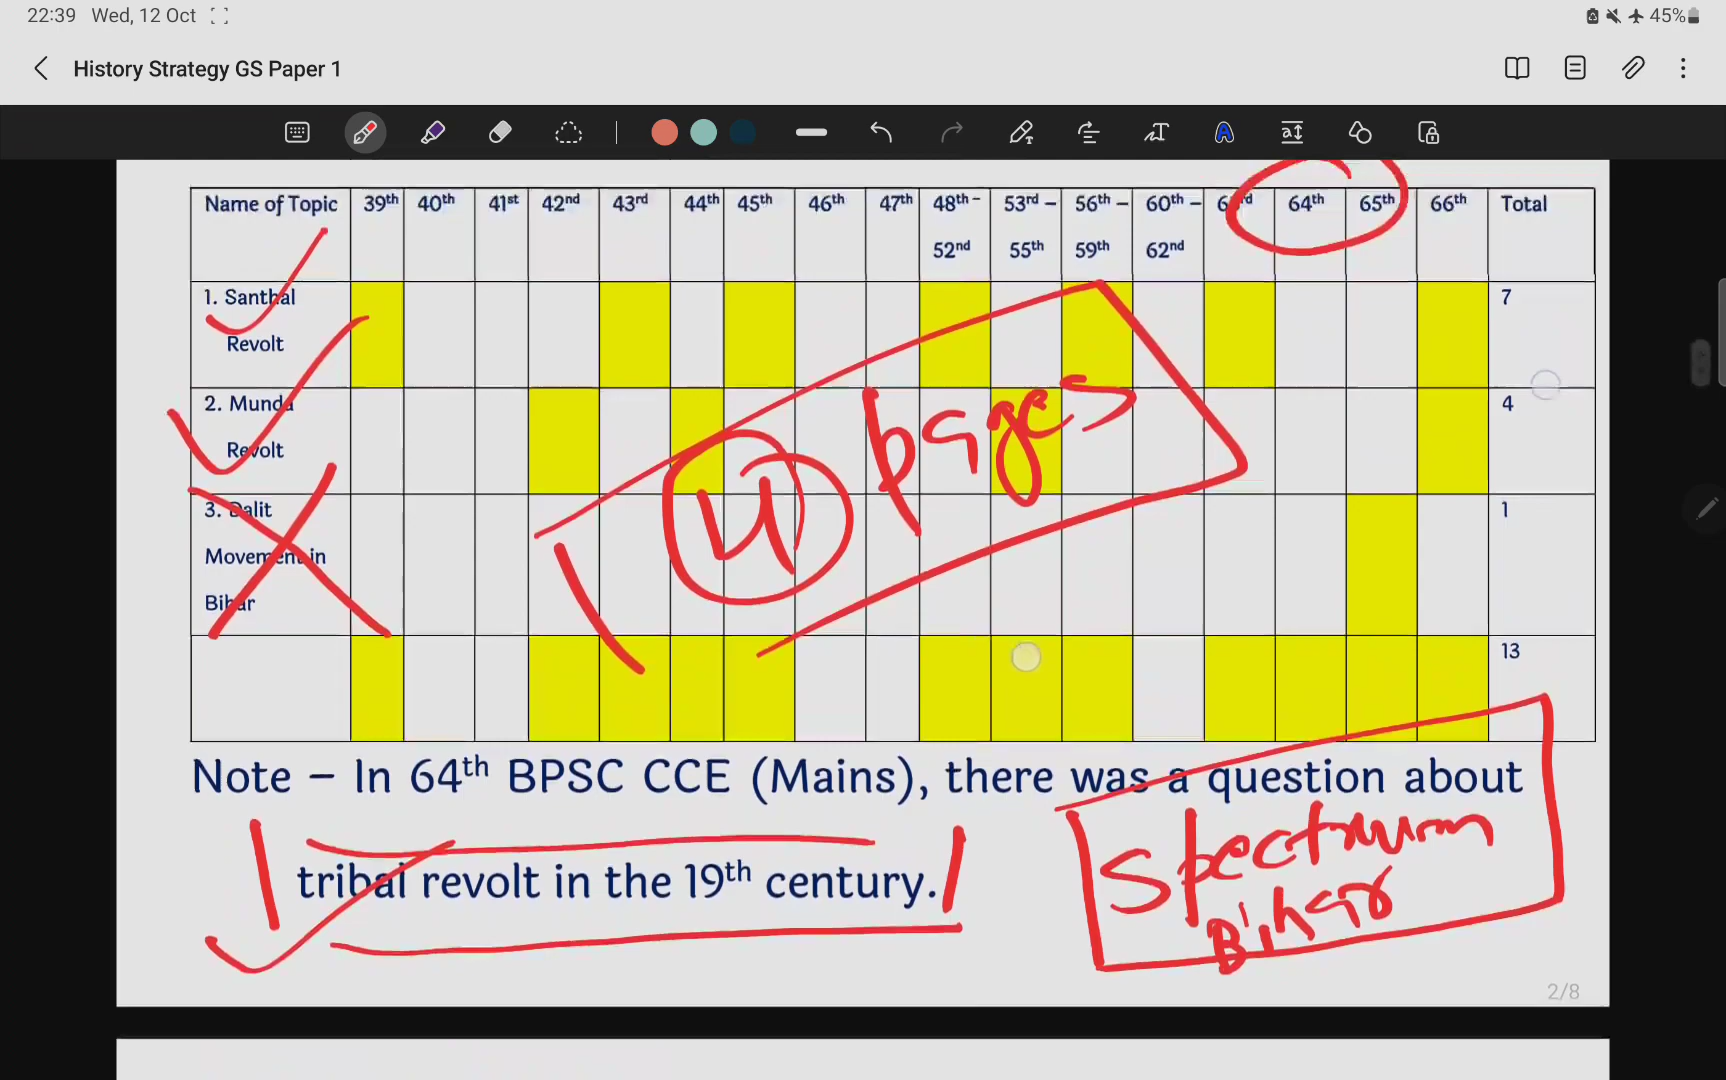 22:39 Wed, 12 Oct 45%
History Strategy GS Paper 1
Name of Topic 39th 40th 41st 42nd 43rd 44th 45th 46th 47th 48th – 53rd – 56th – 60th – 63rd 64th 65th 66th Total
52nd 55th 59th 62nd
1. Santhal 7
Revolt
2. Munda 4
Revolt
3. Dalit 1
Movement in
Bihar
13
4 pages
Note – In 64th BPSC CCE (Mains), there was a question about
tribal revolt in the 19th century.
Spectrum
Bihar
2/8